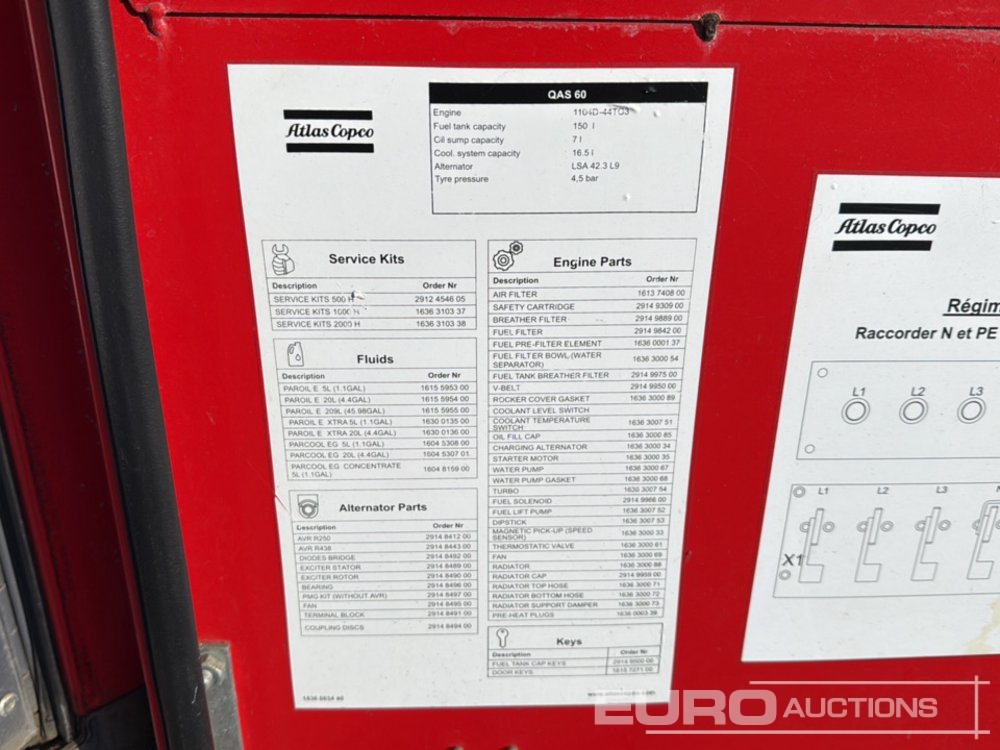 Atlas Copco
QAS 60
Engine 1104D-44TG3
Fuel tank capacity 150 l
Oil sump capacity 7 l
Cool. system capacity 16.5 l
Alternator LSA 42.3 L9
Tyre pressure 4,5 bar
Service Kits
Description Order Nr
SERVICE KITS 500 H 2912 4546 05
SERVICE KITS 1000 H 1636 3103 37
SERVICE KITS 2000 H 1636 3103 38
Fluids
Description Order Nr
PAROIL E 5L (1.1GAL) 1615 5953 00
PAROIL E 20L (4.4GAL) 1615 5954 00
PAROIL E 209L (45.98GAL) 1615 5955 00
PAROIL E XTRA 5L (1.1GAL) 1630 0135 00
PAROIL E XTRA 20L (4.4GAL) 1630 0136 00
PARCOOL EG 5L (1.1GAL) 1604 5308 00
PARCOOL EG 20L (4.4GAL) 1604 5307 01
PARCOOL EG CONCENTRATE
5L (1.1GAL) 1604 8159 00
Alternator Parts
Description Order Nr
AVR R250 2914 8412 00
AVR R438 2914 8443 00
DIODES BRIDGE 2914 8492 00
EXCITER STATOR 2914 8489 00
EXCITER ROTOR 2914 8490 00
BEARING 2914 8496 00
PMG KIT (WITHOUT AVR) 2914 8497 00
FAN 2914 8495 00
TERMINAL BLOCK 2914 8491 00
COUPLING DISCS 2914 8494 00
Engine Parts
Description Order Nr
AIR FILTER 1613 7408 00
SAFETY CARTRIDGE 2914 9309 00
BREATHER FILTER 2914 9889 00
FUEL FILTER 2914 9842 00
FUEL PRE-FILTER ELEMENT 1636 0001 37
FUEL FILTER BOWL (WATER
SEPARATOR) 1636 3000 54
FUEL TANK BREATHER FILTER 2914 9975 00
V-BELT 2914 9950 00
ROCKER COVER GASKET 1636 3000 89
COOLANT LEVEL SWITCH
COOLANT TEMPERATURE
SWITCH 1636 3007 51
OIL FILL CAP 1636 3000 85
CHARGING ALTERNATOR 1636 3000 34
STARTER MOTOR 1636 3000 35
WATER PUMP 1636 3000 67
WATER PUMP GASKET 1636 3000 68
TURBO 1636 3007 54
FUEL SOLENOID 2914 9966 00
FUEL LIFT PUMP 1636 3007 52
DIPSTICK 1636 3007 53
MAGNETIC PICK-UP (SPEED
SENSOR) 1636 3000 33
THERMOSTATIC VALVE 1636 3000 61
FAN 1636 3000 69
RADIATOR 1636 3000 88
RADIATOR CAP 2914 9959 00
RADIATOR TOP HOSE 1636 3000 71
RADIATOR BOTTOM HOSE 1636 3000 72
RADIATOR SUPPORT DAMPER 1636 3000 73
PRE-HEAT PLUGS 1636 0003 39
Keys
Description Order Nr
FUEL TANK CAP KEYS 2914 9500 00
DOOR KEYS
www.atlascopco.com
Atlas Copco
Régim
Raccorder N et PE
L1 L2 L3
L1 L2 L3 N
X1
EURO AUCTIONS